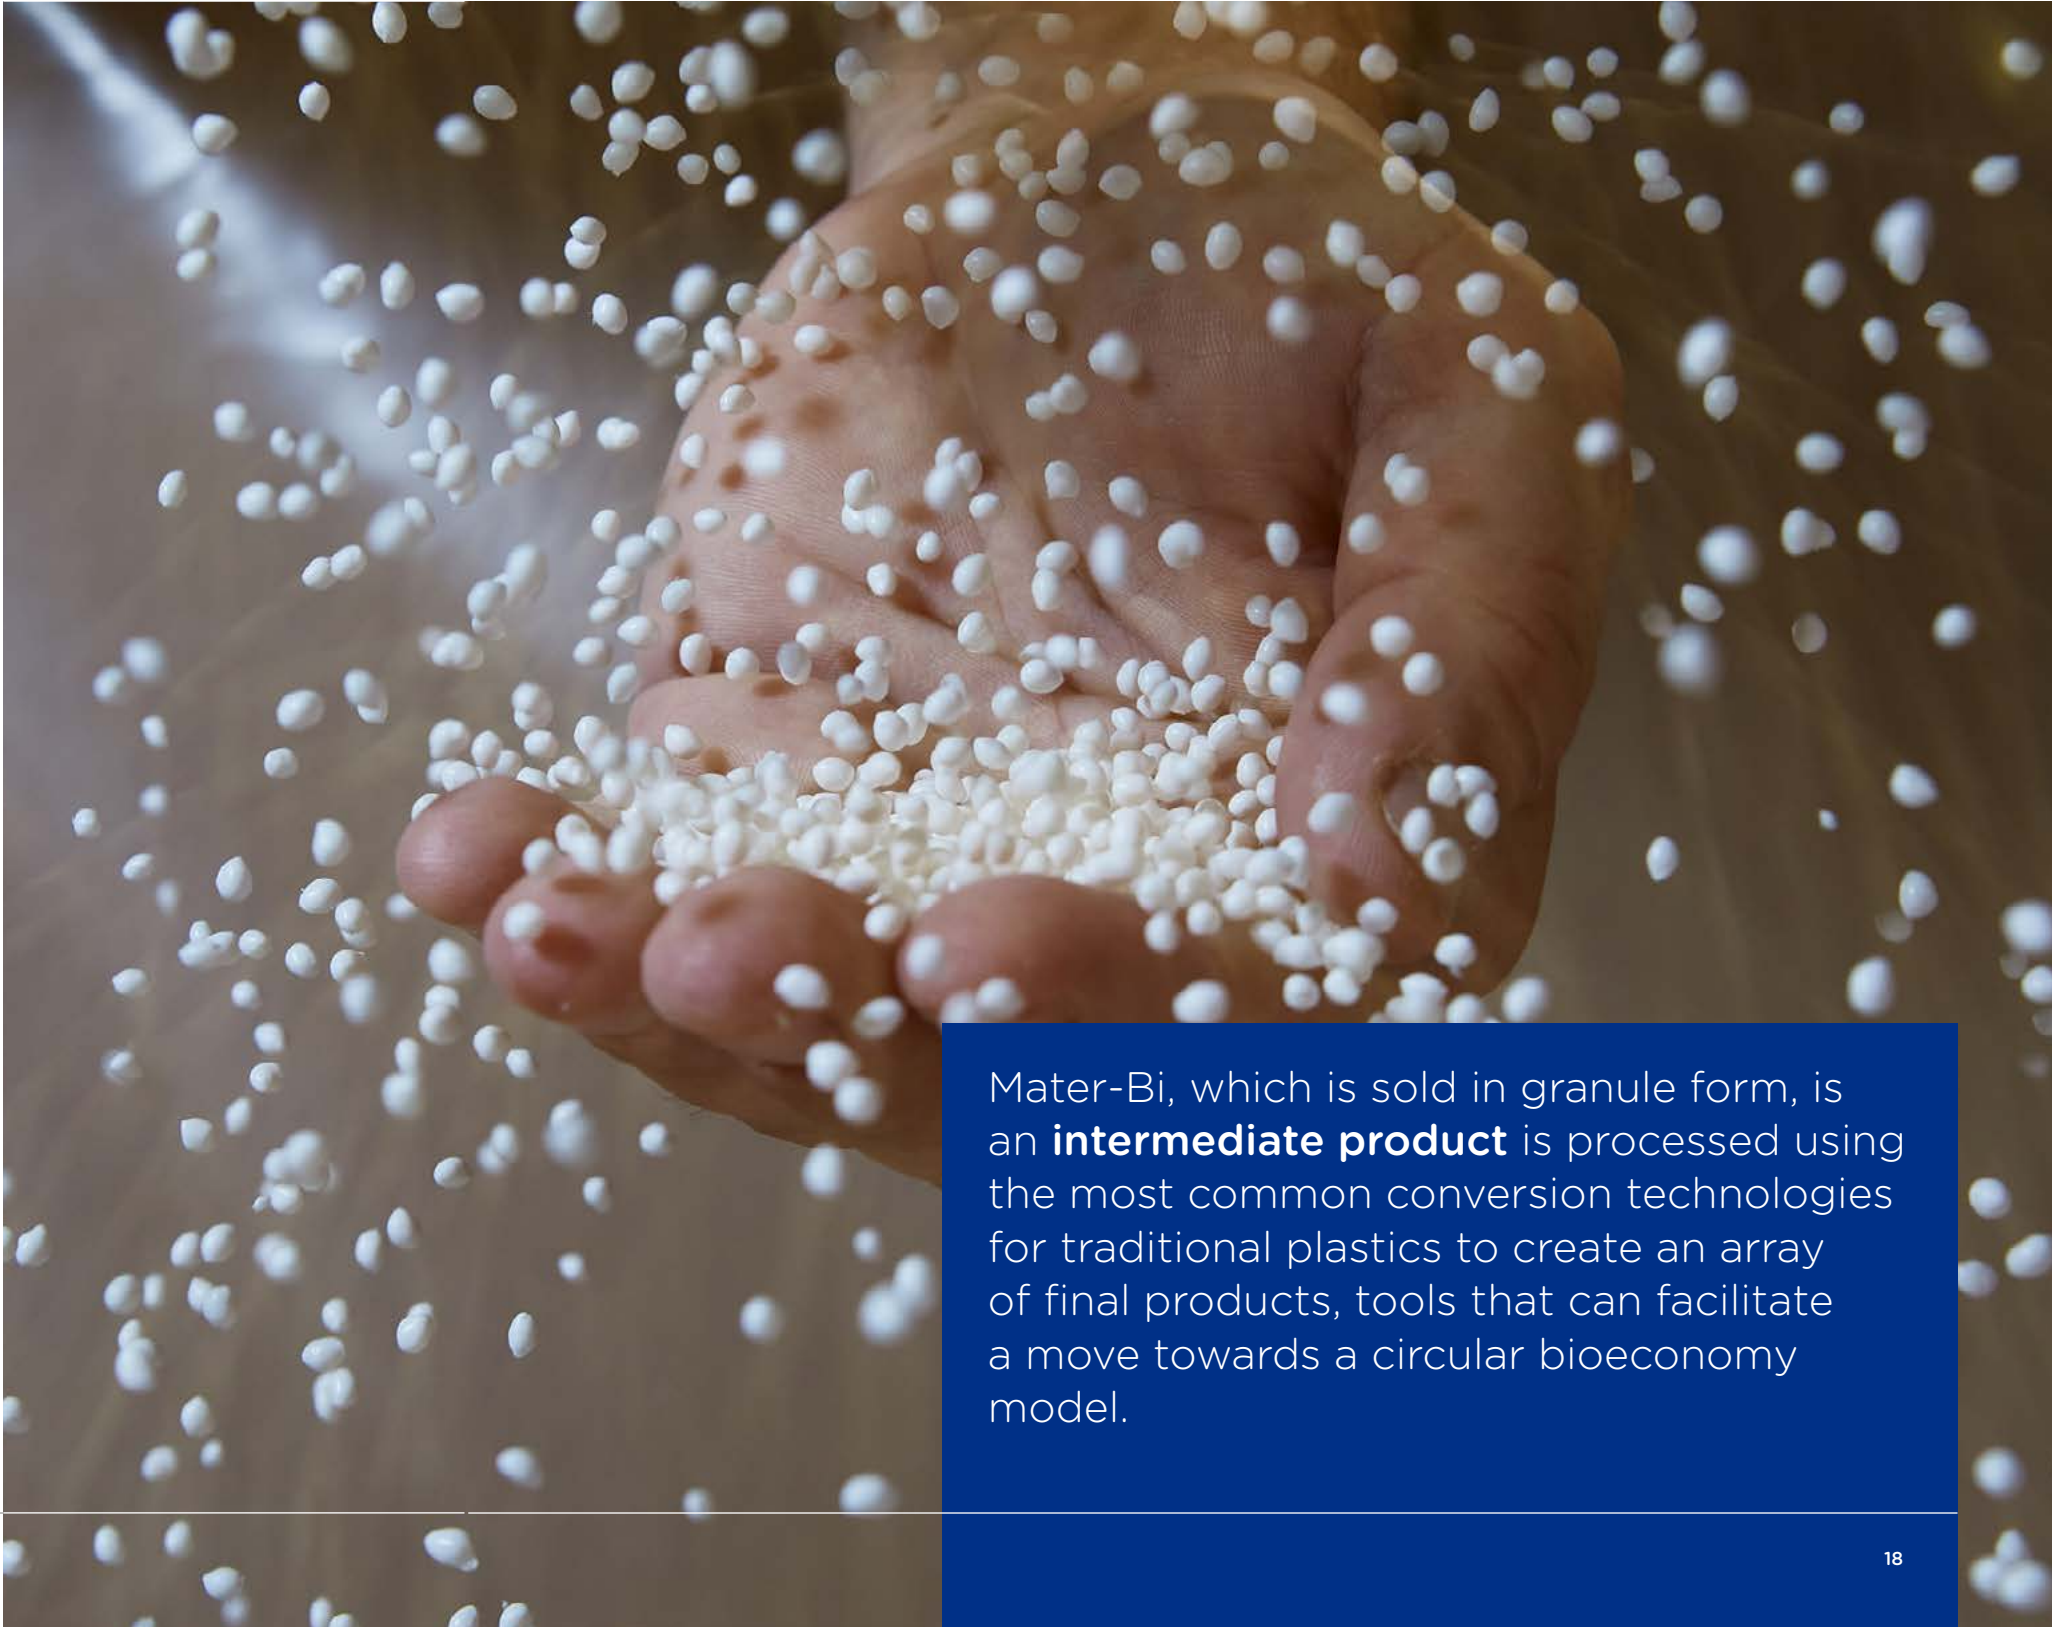 Mater-Bi, which is sold in granule form, is
an intermediate product is processed using
the most common conversion technologies
for traditional plastics to create an array
of final products, tools that can facilitate
a move towards a circular bioeconomy
model.
18